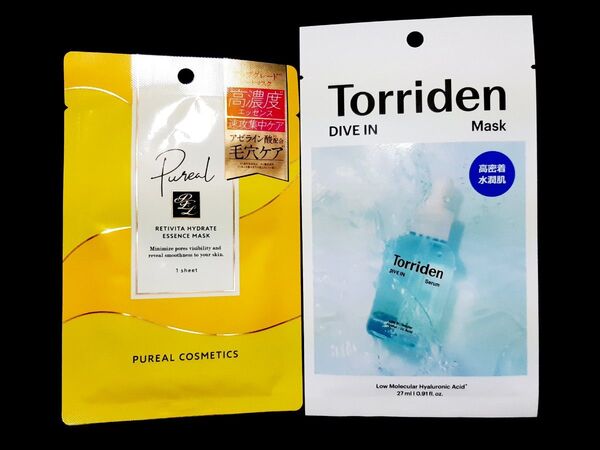 高濃度
エッセンス
速攻集中ケア
アゼライン酸配合
毛穴ケア
Pureal
RETIVITA HYDRATE
ESSENCE MASK
Minimize pores visibility and
reveal smoothness to your skin.
1 sheet
PUREAL COSMETICS
Torriden
DIVE IN Mask
高密着
水潤肌
Torriden
DIVE IN Serum
Low Molecular Hyaluronic Acid
27 ml | 0.91 fl. oz.